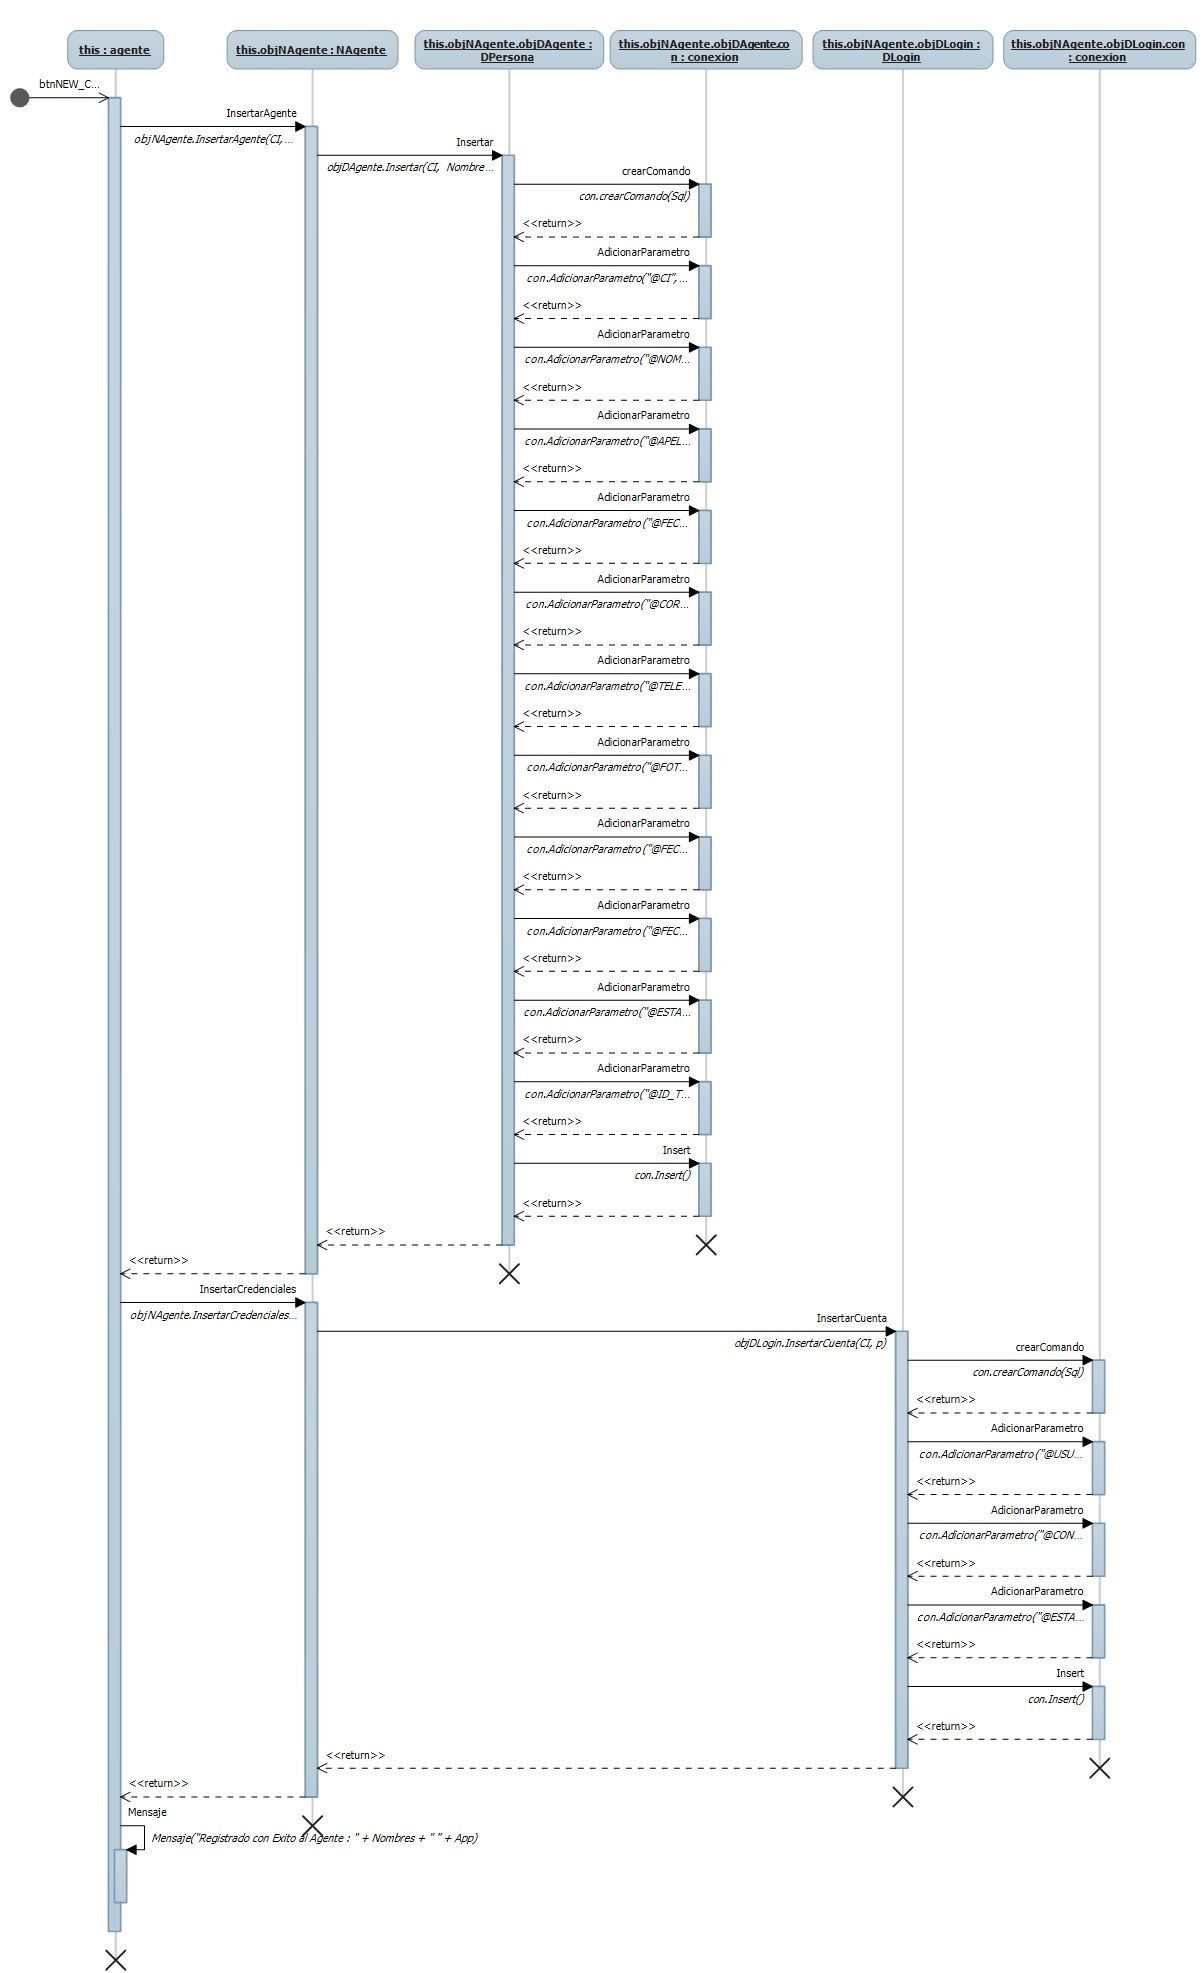 this : agente
this.objNAgente : NAgente
this.objNAgente.objDAgente :
DPersona
this.objNAgente.objDAgente.co
n : conexion
this.objNAgente.objDLogin :
DLogin
this.objNAgente.objDLogin.con
: conexion
btnNEW_C...
InsertarAgente
objNAgente.InsertarAgente(CI,...
Insertar
objDAgente.Insertar(CI, Nombre...
crearComando
con.crearComando(Sql)
<<return>>
AdicionarParametro
con.AdicionarParametro("@CI",...
<<return>>
AdicionarParametro
con.AdicionarParametro("@NOM...
<<return>>
AdicionarParametro
con.AdicionarParametro("@APEL...
<<return>>
AdicionarParametro
con.AdicionarParametro("@FEC...
<<return>>
AdicionarParametro
con.AdicionarParametro("@COR...
<<return>>
AdicionarParametro
con.AdicionarParametro("@TELE...
<<return>>
AdicionarParametro
con.AdicionarParametro("@FOT...
<<return>>
AdicionarParametro
con.AdicionarParametro("@FEC...
<<return>>
AdicionarParametro
con.AdicionarParametro("@FEC...
<<return>>
AdicionarParametro
con.AdicionarParametro("@ESTA...
<<return>>
AdicionarParametro
con.AdicionarParametro("@ID_T...
<<return>>
Insert
con.Insert()
<<return>>
<<return>>
<<return>>
InsertarCredenciales
objNAgente.InsertarCredenciales...
InsertarCuenta
objDLogin.InsertarCuenta(CI, p)
crearComando
con.crearComando(Sql)
<<return>>
AdicionarParametro
con.AdicionarParametro("@USU...
<<return>>
AdicionarParametro
con.AdicionarParametro("@CON...
<<return>>
AdicionarParametro
con.AdicionarParametro("@ESTA...
<<return>>
Insert
con.Insert()
<<return>>
<<return>>
<<return>>
Mensaje
Mensaje("Registrado con Exito al Agente : " + Nombres + " " + App)